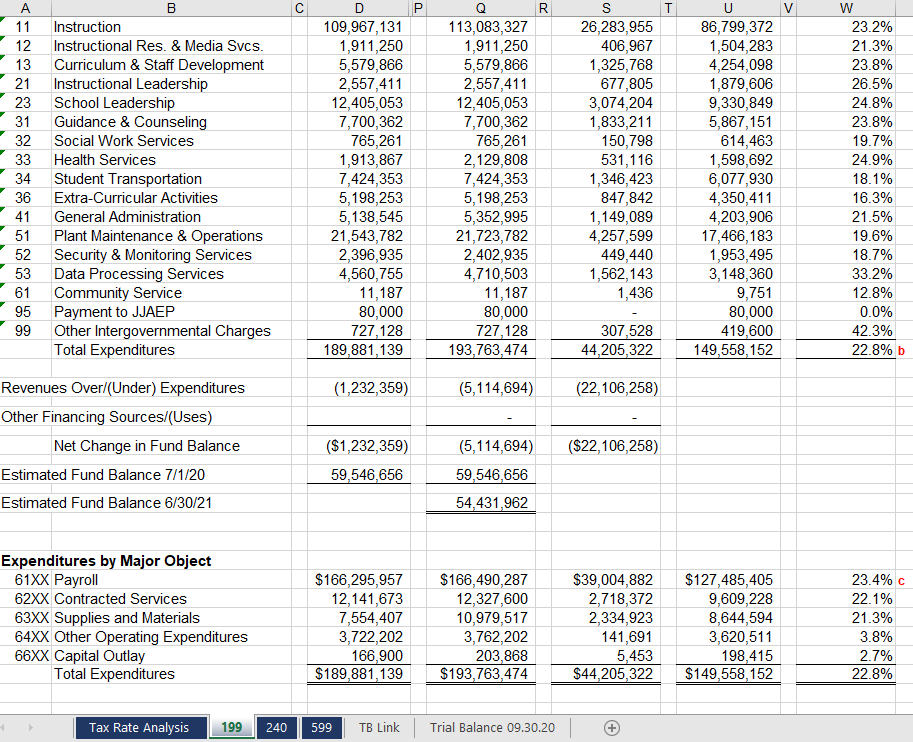 A B C D P Q R S T U V W
11 Instruction 109,967,131 113,083,327 26,283,955 86,799,372 23.2%
12 Instructional Res. & Media Svcs. 1,911,250 1,911,250 406,967 1,504,283 21.3%
13 Curriculum & Staff Development 5,579,866 5,579,866 1,325,768 4,254,098 23.8%
21 Instructional Leadership 2,557,411 2,557,411 677,805 1,879,606 26.5%
23 School Leadership 12,405,053 12,405,053 3,074,204 9,330,849 24.8%
31 Guidance & Counseling 7,700,362 7,700,362 1,833,211 5,867,151 23.8%
32 Social Work Services 765,261 765,261 150,798 614,463 19.7%
33 Health Services 1,913,867 2,129,808 531,116 1,598,692 24.9%
34 Student Transportation 7,424,353 7,424,353 1,346,423 6,077,930 18.1%
36 Extra-Curricular Activities 5,198,253 5,198,253 847,842 4,350,411 16.3%
41 General Administration 5,138,545 5,352,995 1,149,089 4,203,906 21.5%
51 Plant Maintenance & Operations 21,543,782 21,723,782 4,257,599 17,466,183 19.6%
52 Security & Monitoring Services 2,396,935 2,402,935 449,440 1,953,495 18.7%
53 Data Processing Services 4,560,755 4,710,503 1,562,143 3,148,360 33.2%
61 Community Service 11,187 11,187 1,436 9,751 12.8%
95 Payment to JJAEP 80,000 80,000 - 80,000 0.0%
99 Other Intergovernmental Charges 727,128 727,128 307,528 419,600 42.3%
Total Expenditures 189,881,139 193,763,474 44,205,322 149,558,152 22.8% b
Revenues Over/(Under) Expenditures (1,232,359) (5,114,694) (22,106,258)
Other Financing Sources/(Uses) - -
Net Change in Fund Balance ($1,232,359) (5,114,694) ($22,106,258)
Estimated Fund Balance 7/1/20 59,546,656 59,546,656
Estimated Fund Balance 6/30/21 54,431,962
Expenditures by Major Object
61XX Payroll $166,295,957 $166,490,287 $39,004,882 $127,485,405 23.4% c
62XX Contracted Services 12,141,673 12,327,600 2,718,372 9,609,228 22.1%
63XX Supplies and Materials 7,554,407 10,979,517 2,334,923 8,644,594 21.3%
64XX Other Operating Expenditures 3,722,202 3,762,202 141,691 3,620,511 3.8%
66XX Capital Outlay 166,900 203,868 5,453 198,415 2.7%
Total Expenditures $189,881,139 $193,763,474 $44,205,322 $149,558,152 22.8%
Tax Rate Analysis 199 240 599 TB Link Trial Balance 09.30.20